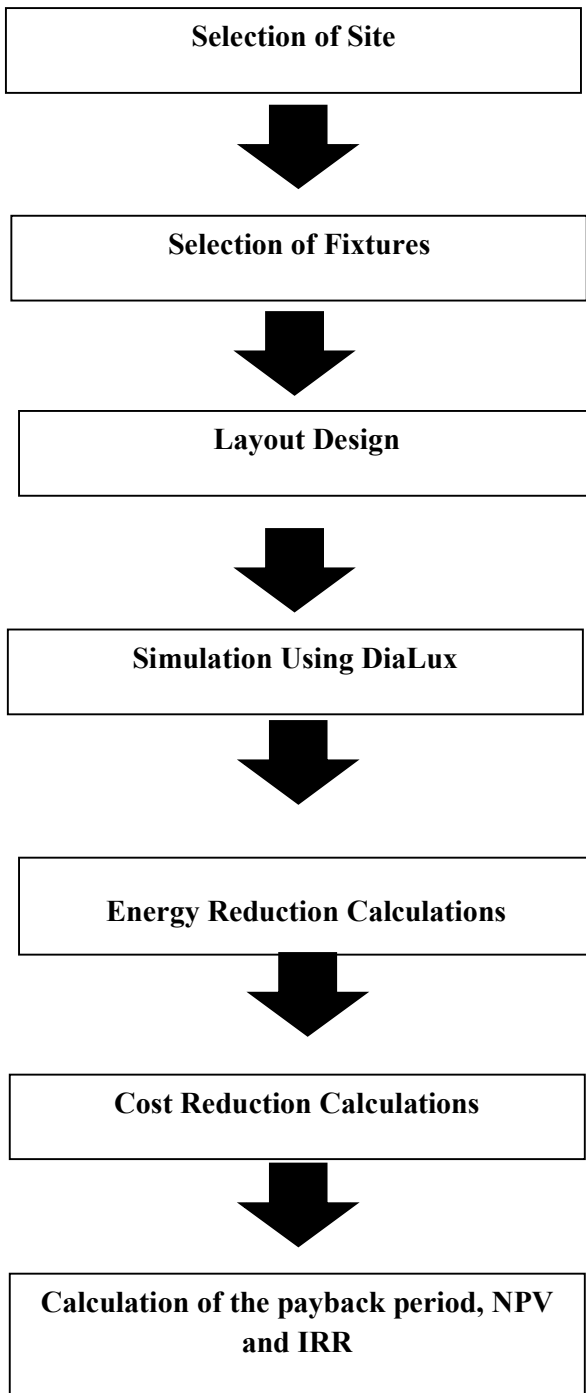 Selection of Site
Selection of Fixtures
Layout Design
Simulation Using DiaLux
Energy Reduction Calculations
Cost Reduction Calculations
Calculation of the payback period, NPV
and IRR